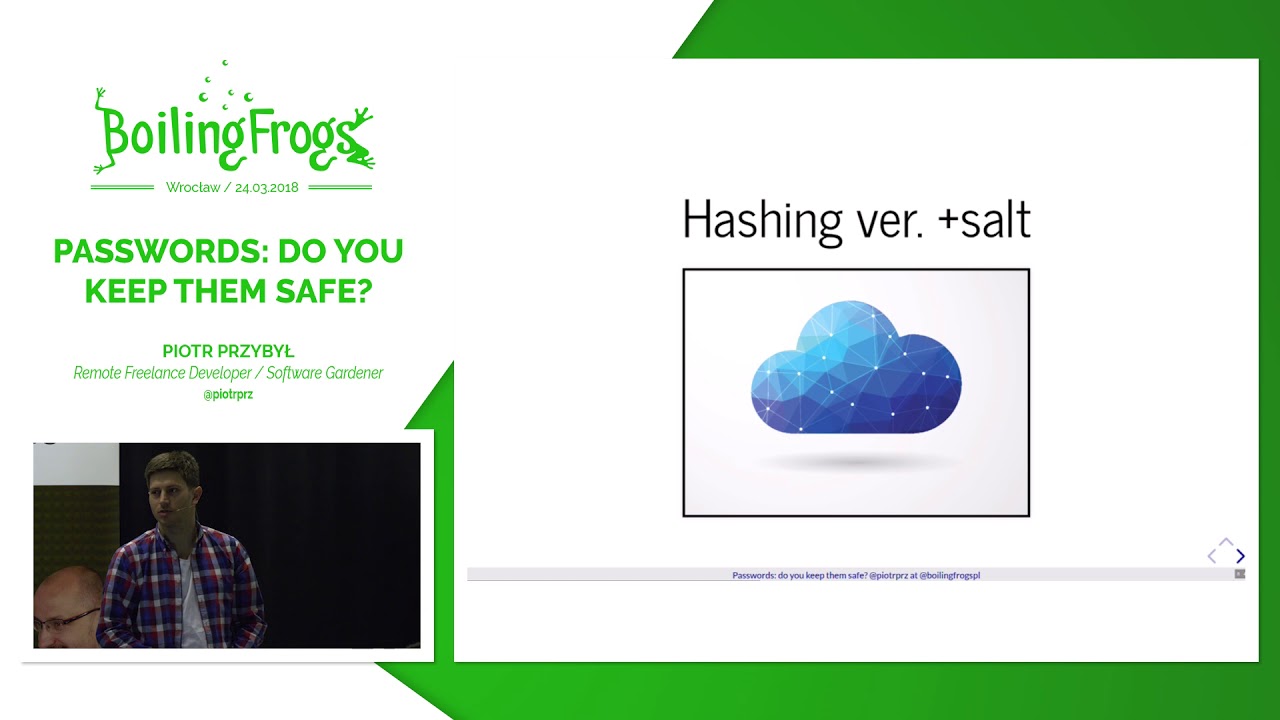 BoilingFrogs
Wrocław / 24.03.2018
PASSWORDS: DO YOU
KEEP THEM SAFE?
PIOTR PRZYBYŁ
Remote Freelance Developer / Software Gardener
@piotrprz
Hashing ver. +salt
Passwords: do you keep them safe? @piotrprz at @boilingfrogspl